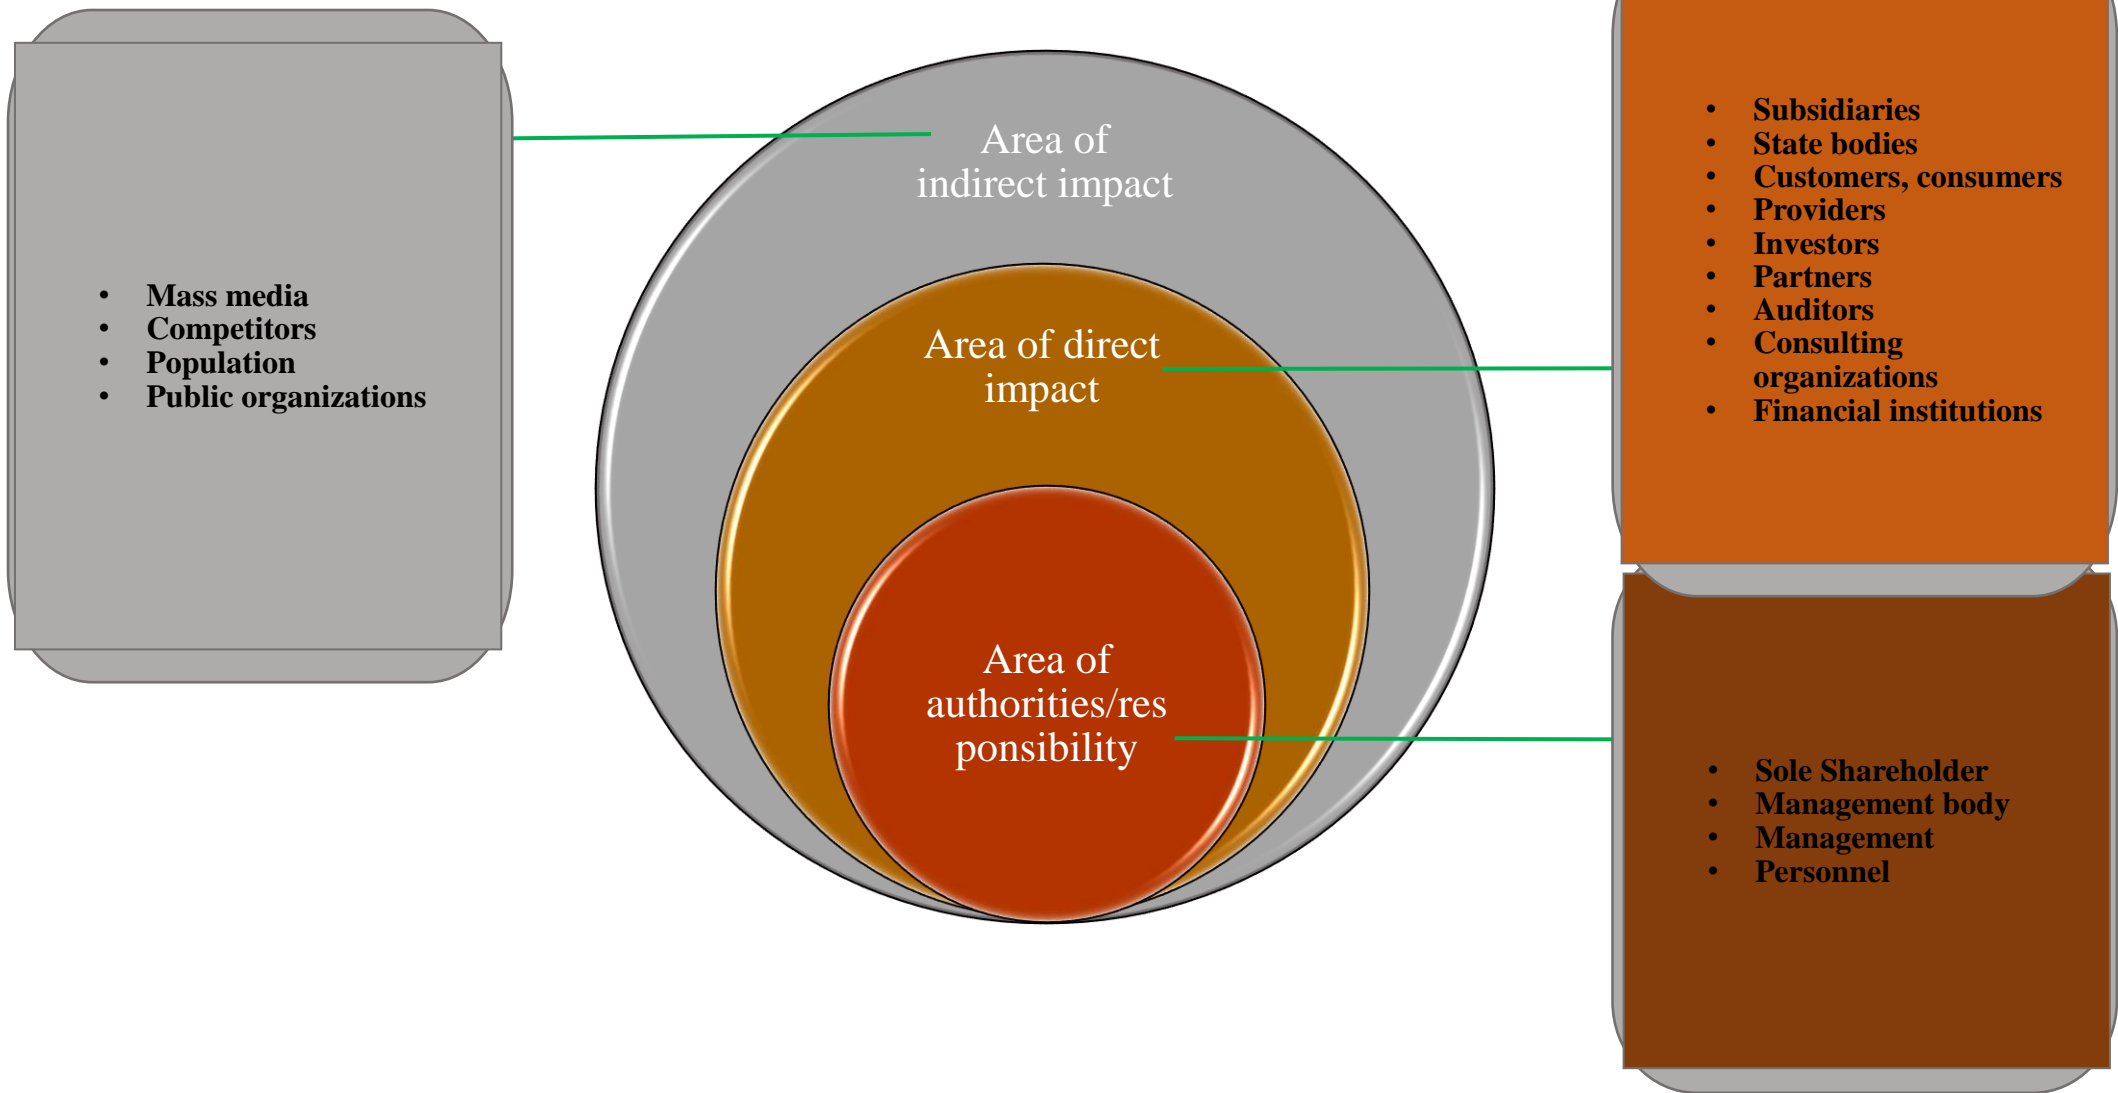 • Mass media
• Competitors
• Population
• Public organizations
Area of
indirect impact
Area of direct
impact
Area of
authorities/res
ponsibility
• Subsidiaries
• State bodies
• Customers, consumers
• Providers
• Investors
• Partners
• Auditors
• Consulting
organizations
• Financial institutions
• Sole Shareholder
• Management body
• Management
• Personnel